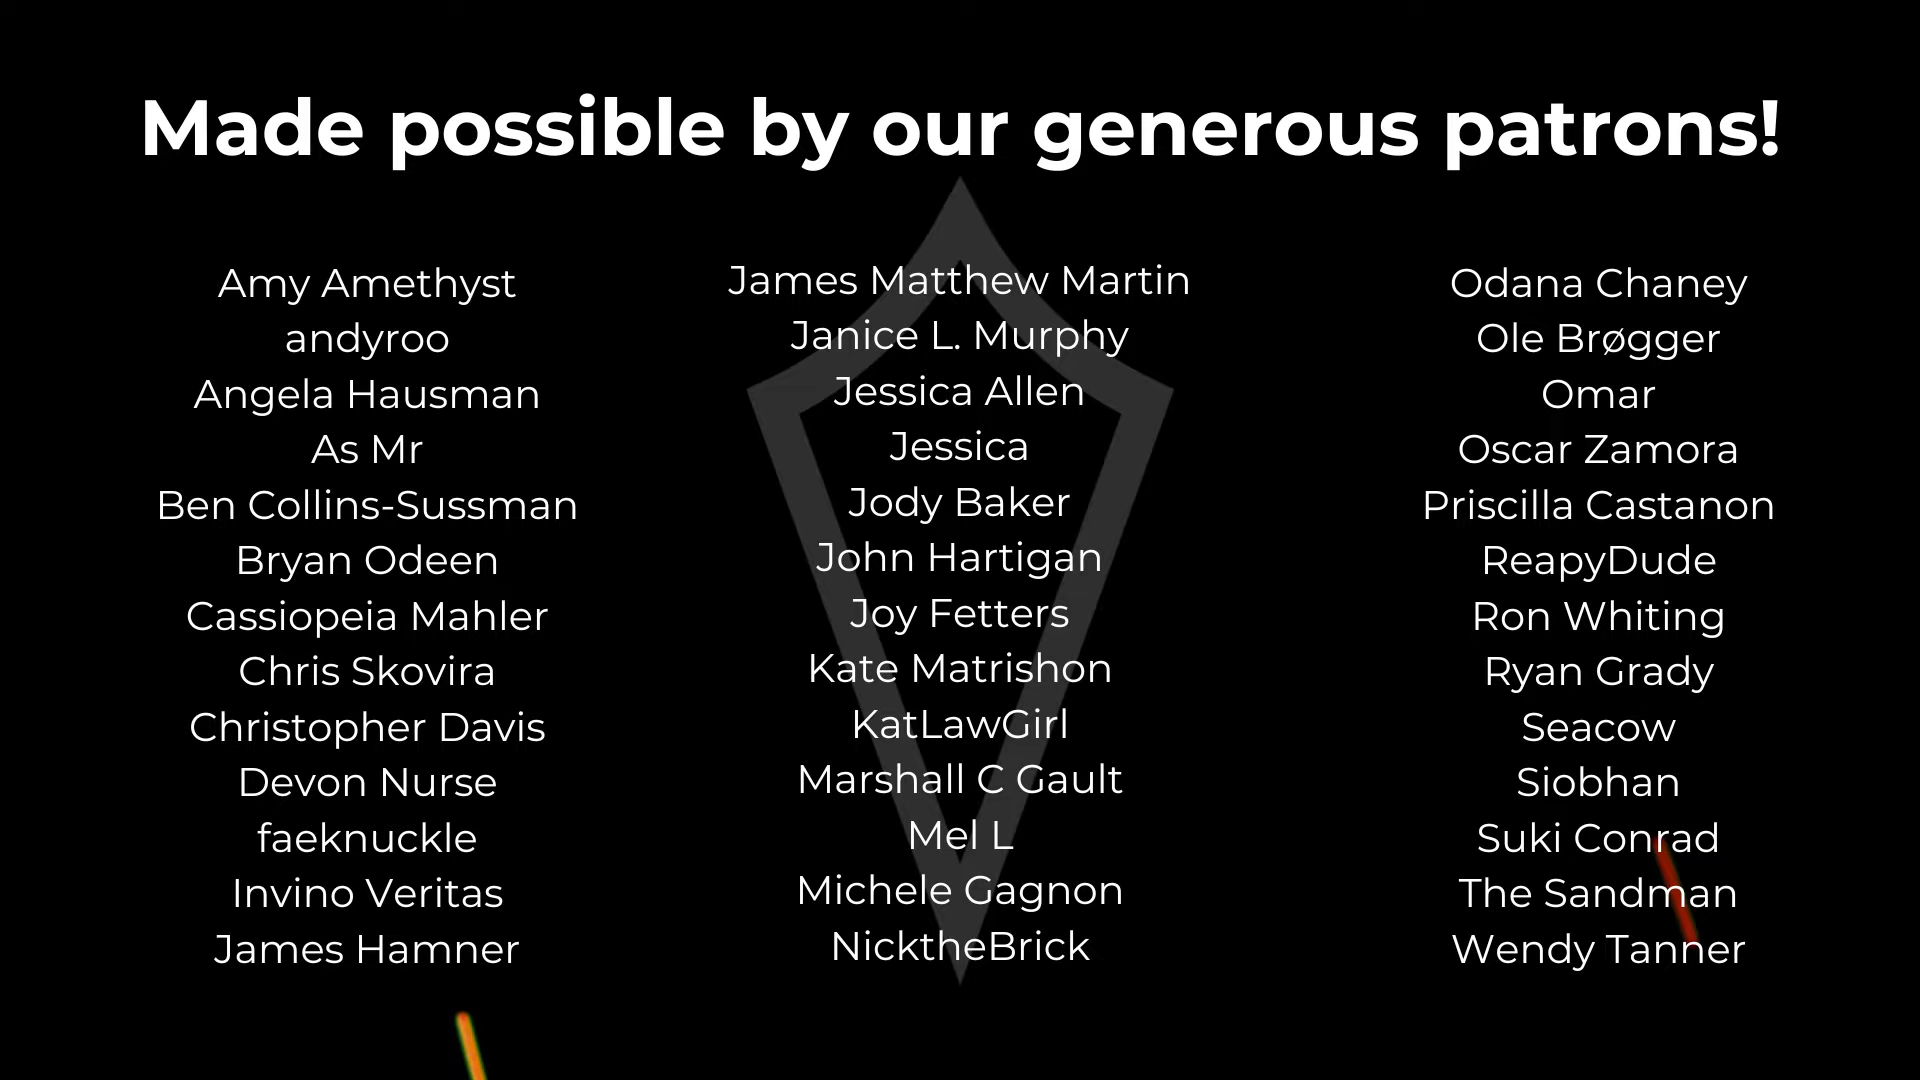 Made possible by our generous patrons!
Amy Amethyst
andyroo
Angela Hausman
As Mr
Ben Collins-Sussman
Bryan Odeen
Cassiopeia Mahler
Chris Skovira
Christopher Davis
Devon Nurse
faeknuckle
Invino Veritas
James Hamner
James Matthew Martin
Janice L. Murphy
Jessica Allen
Jessica
Jody Baker
John Hartigan
Joy Fetters
Kate Matrishon
KatLawGirl
Marshall C Gault
Mel L
Michele Gagnon
NicktheBrick
Odana Chaney
Ole Brøgger
Omar
Oscar Zamora
Priscilla Castanon
ReapyDude
Ron Whiting
Ryan Grady
Seacow
Siobhan
Suki Conrad
The Sandman
Wendy Tanner